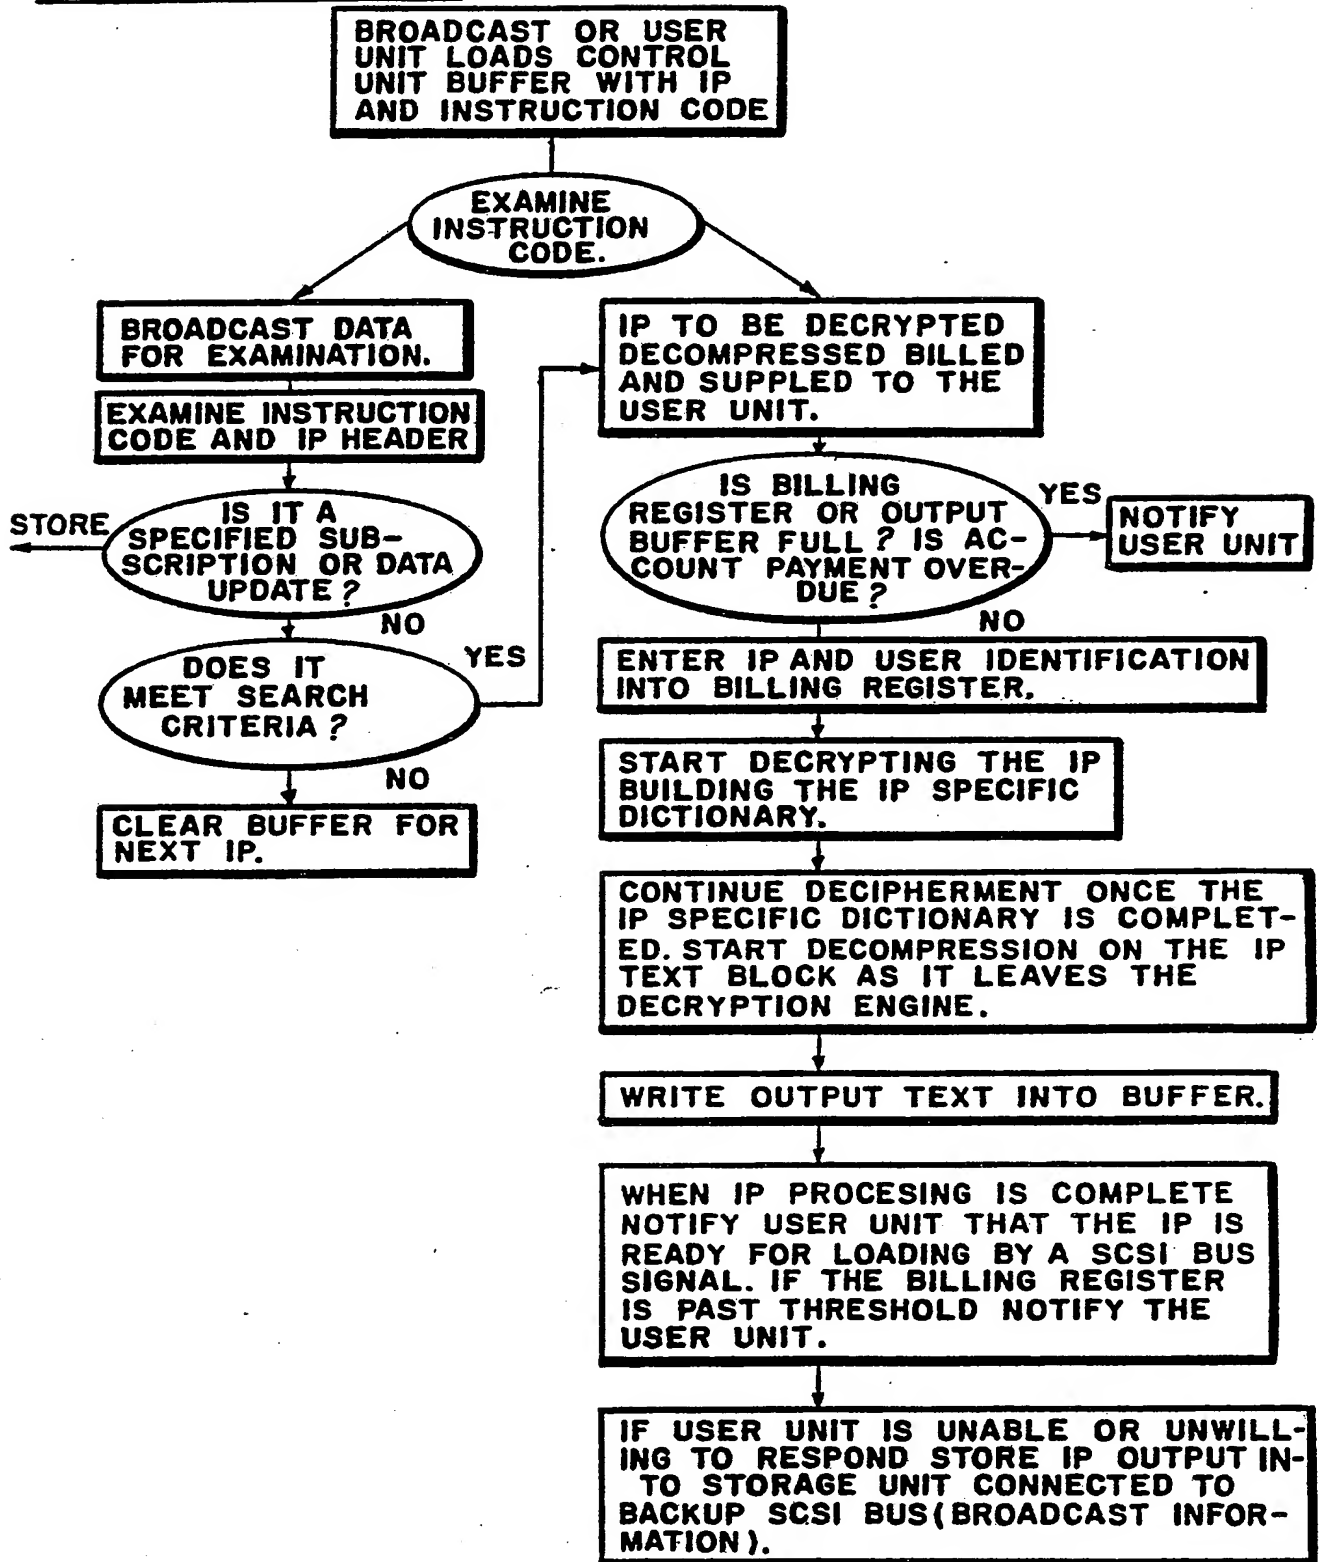 BROADCAST OR USER
UNIT LOADS CONTROL
UNIT BUFFER WITH IP
AND INSTRUCTION CODE
EXAMINE
INSTRUCTION
CODE.
BROADCAST DATA
FOR EXAMINATION.
EXAMINE INSTRUCTION
CODE AND IP HEADER
STORE
IS IT A
SPECIFIED SUB-
SCRIPTION OR DATA
UPDATE?
NO
DOES IT
MEET SEARCH
CRITERIA?
YES
NO
CLEAR BUFFER FOR
NEXT IP.
IP TO BE DECRYPTED
DECOMPRESSED BILLED
AND SUPPLED TO THE
USER UNIT.
IS BILLING
REGISTER OR OUTPUT
BUFFER FULL? IS AC-
COUNT PAYMENT OVER-
DUE?
YES
NOTIFY
USER UNIT
NO
ENTER IP AND USER IDENTIFICATION
INTO BILLING REGISTER.
START DECRYPTING THE IP
BUILDING THE IP SPECIFIC
DICTIONARY.
CONTINUE DECIPHERMENT ONCE THE
IP SPECIFIC DICTIONARY IS COMPLET-
ED. START DECOMPRESSION ON THE IP
TEXT BLOCK AS IT LEAVES THE
DECRYPTION ENGINE.
WRITE OUTPUT TEXT INTO BUFFER.
WHEN IP PROCESING IS COMPLETE
NOTIFY USER UNIT THAT THE IP IS
READY FOR LOADING BY A SCSI BUS
SIGNAL. IF THE BILLING REGISTER
IS PAST THRESHOLD NOTIFY THE
USER UNIT.
IF USER UNIT IS UNABLE OR UNWILL-
ING TO RESPOND STORE IP OUTPUT IN-
TO STORAGE UNIT CONNECTED TO
BACKUP SCSI BUS(BROADCAST INFOR-
MATION).